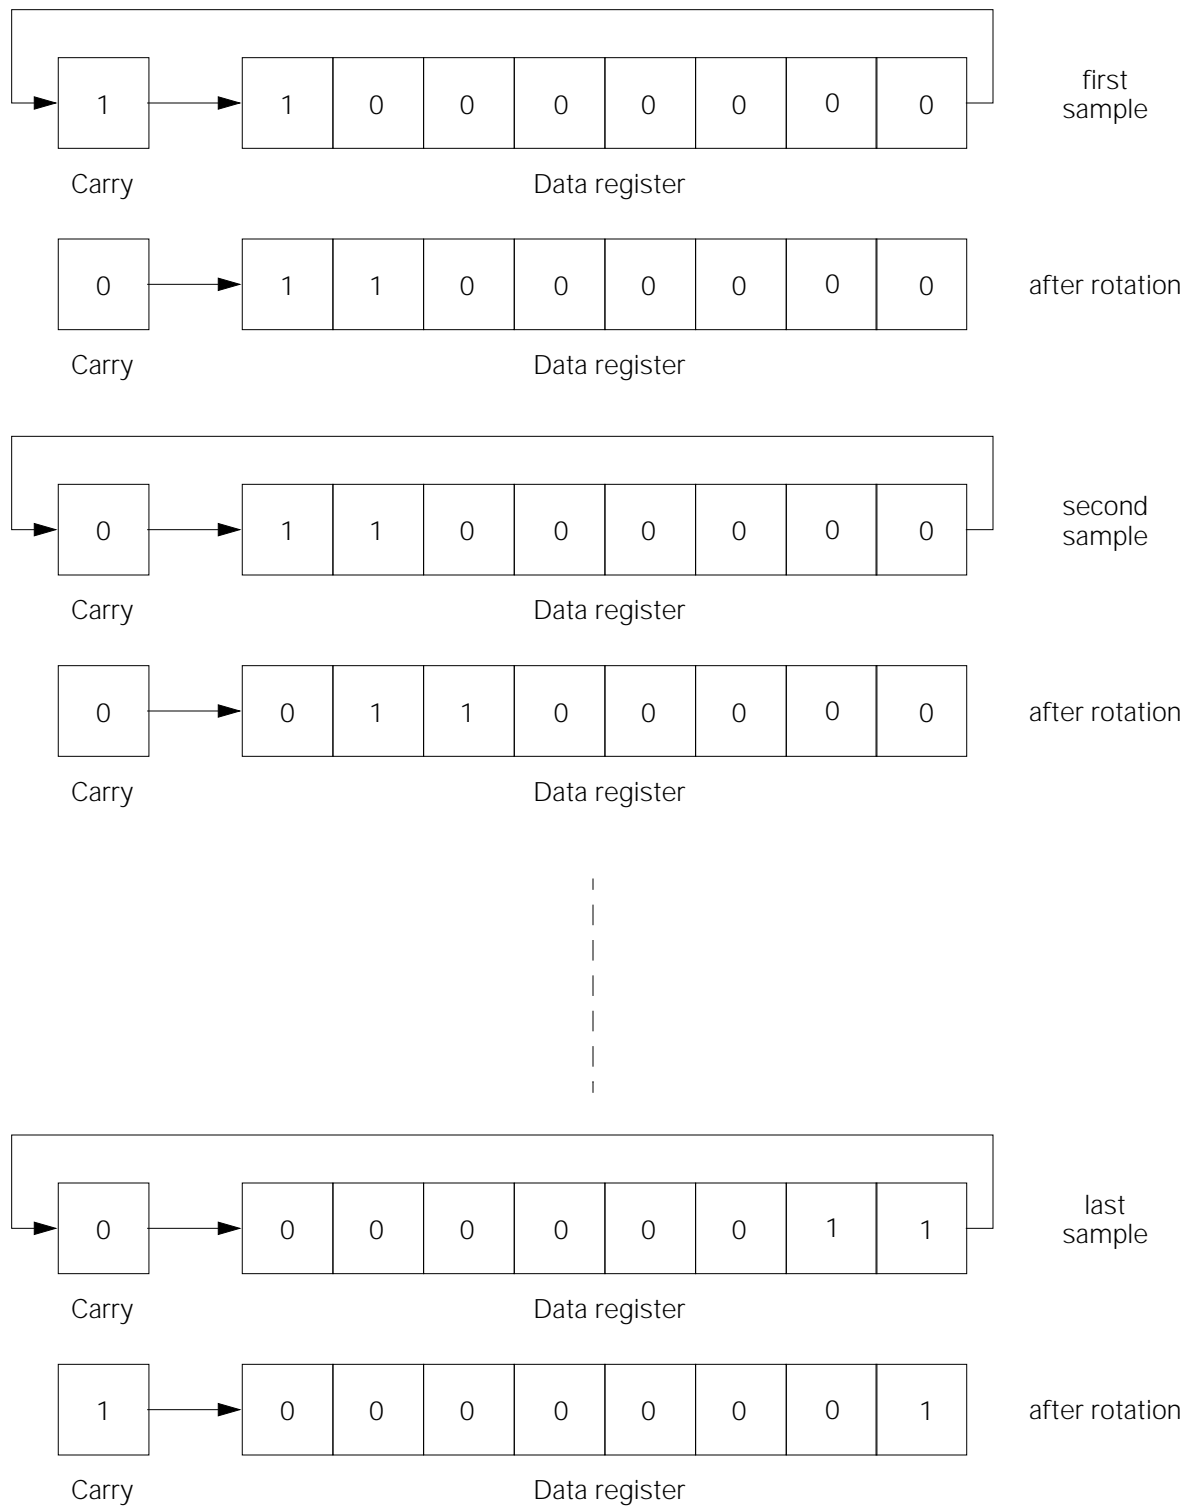 1 1 0 0 0 0 0 0 0 first
sample
Carry Data register
0 1 1 0 0 0 0 0 0 after rotation
Carry Data register
0 1 1 0 0 0 0 0 0 second
sample
Carry Data register
0 0 1 1 0 0 0 0 0 after rotation
Carry Data register
0 0 0 0 0 0 0 1 1 last
sample
Carry Data register
1 0 0 0 0 0 0 0 1 after rotation
Carry Data register